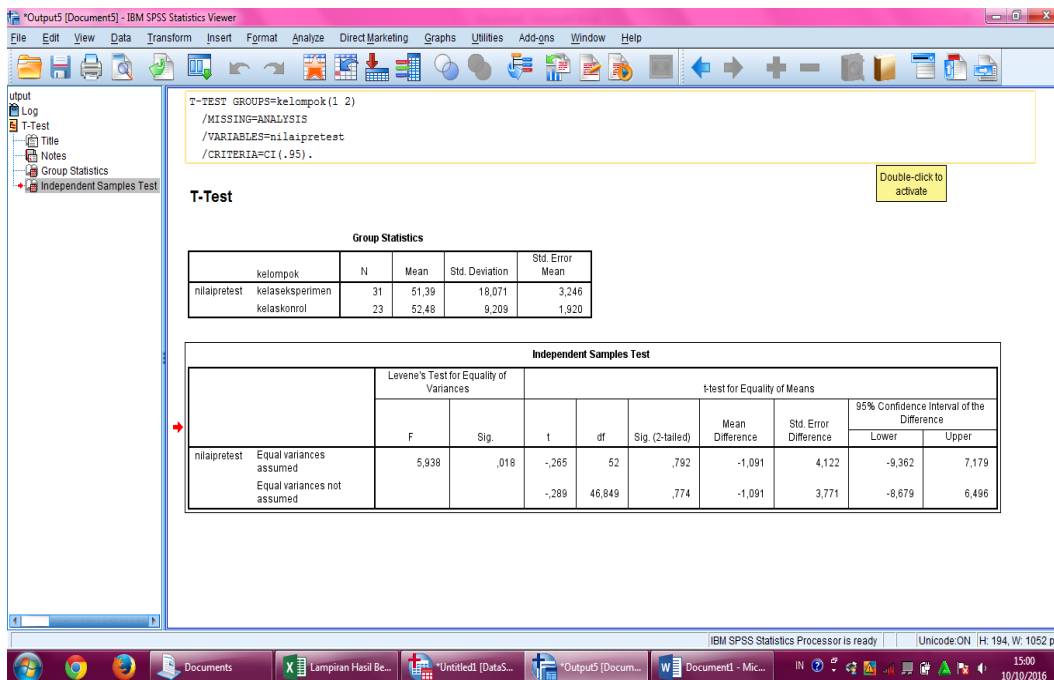 *Output5 [Document5] - IBM SPSS Statistics Viewer
File Edit View Data Transform Insert Format Analyze Direct Marketing Graphs Utilities Add-ons Window Help
utput
Log
T-Test
Title
Notes
Group Statistics
Independent Samples Test
T-TEST GROUPS=kelompok(1 2)
/MISSING=ANALYSIS
/VARIABLES=nilaipretest
/CRITERIA=CI(.95).
Double-click to
activate
T-Test
Group Statistics
kelompok N Mean Std. Deviation Std. Error Mean
nilaipretest kelaseksperimen 31 51,39 18,071 3,246
kelaskonrol 23 52,48 9,209 1,920
Independent Samples Test
Levene's Test for Equality of Variances t-test for Equality of Means
95% Confidence Interval of the Difference
F Sig. t df Sig. (2-tailed) Mean Difference Std. Error Difference Lower Upper
nilaipretest Equal variances assumed 5,938 ,018 -,265 52 ,792 -1,091 4,122 -9,362 7,179
Equal variances not assumed -,289 46,849 ,774 -1,091 3,771 -8,679 6,496
IBM SPSS Statistics Processor is ready Unicode:ON H: 194, W: 1052 p
Documents Lampiran Hasil Be... *Untitled1 [DataS... *Output5 [Docum... Document1 - Mic... IN 15:00
10/10/2016